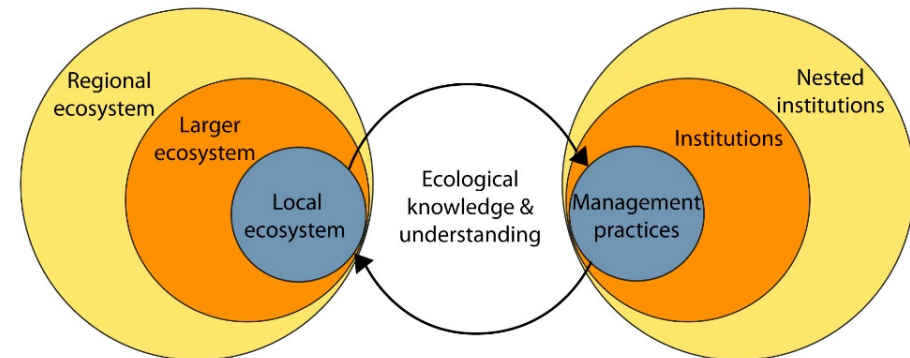 Regional
ecosystem
Larger
ecosystem
Local
ecosystem
Ecological
knowledge &
understanding
Nested
institutions
Institutions
Management
practices